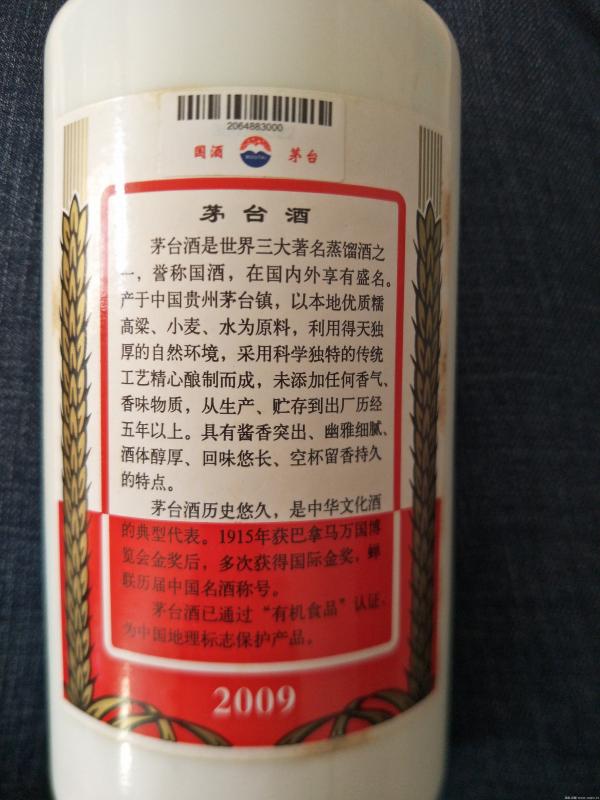 2064883000
国酒 MOUTAI 茅台
茅台酒
茅台酒是世界三大著名蒸馏酒之
一，誉称国酒，在国内外享有盛名。
产于中国贵州茅台镇，以本地优质糯
高粱、小麦、水为原料，利用得天独
厚的自然环境，采用科学独特的传统
工艺精心酿制而成，未添加任何香气、
香味物质，从生产、贮存到出厂历经
五年以上。具有酱香突出、幽雅细腻、
酒体醇厚、回味悠长、空杯留香持久
的特点。
茅台酒历史悠久，是中华文化酒
的典型代表。1915年获巴拿马万国博
览会金奖后，多次获得国际金奖，蝉
联历届中国名酒称号。
茅台酒已通过“有机食品”认证，
为中国地理标志保护产品。
2009